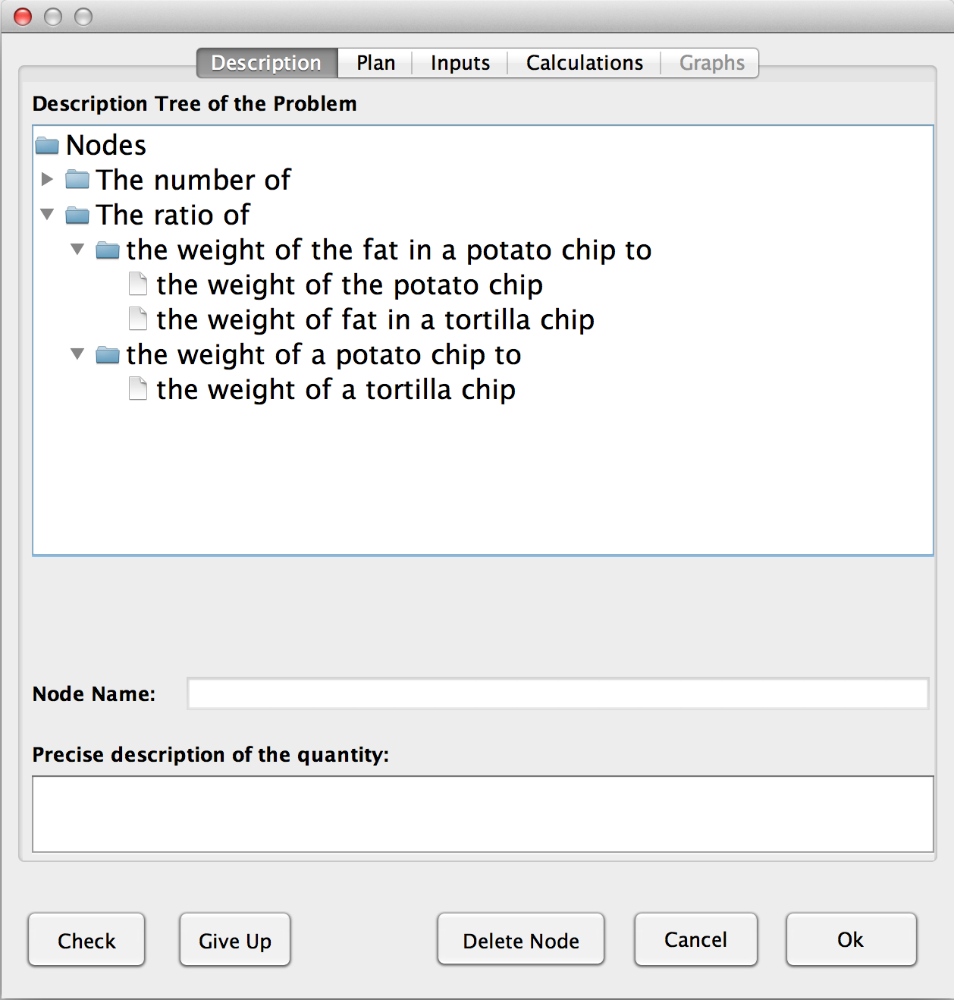 Description Plan Inputs Calculations Graphs
Description Tree of the Problem
Nodes
The number of
The ratio of
the weight of the fat in a potato chip to
the weight of the potato chip
the weight of fat in a tortilla chip
the weight of a potato chip to
the weight of a tortilla chip
Node Name:
Precise description of the quantity:
Check Give Up Delete Node Cancel Ok